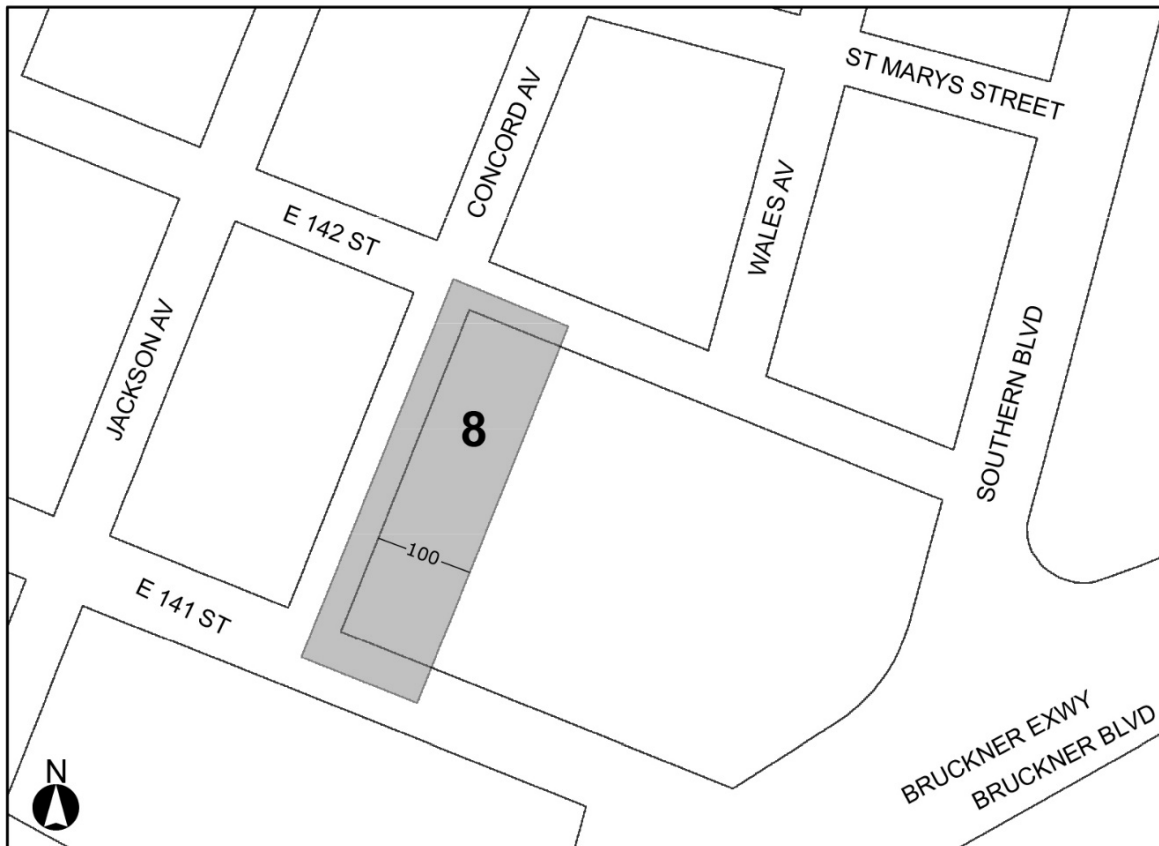 ST MARYS STREET
CONCORD AV
WALES AV
E 142 ST
JACKSON AV
SOUTHERN BLVD
8
100
E 141 ST
BRUCKNER EXWY
BRUCKNER BLVD
N